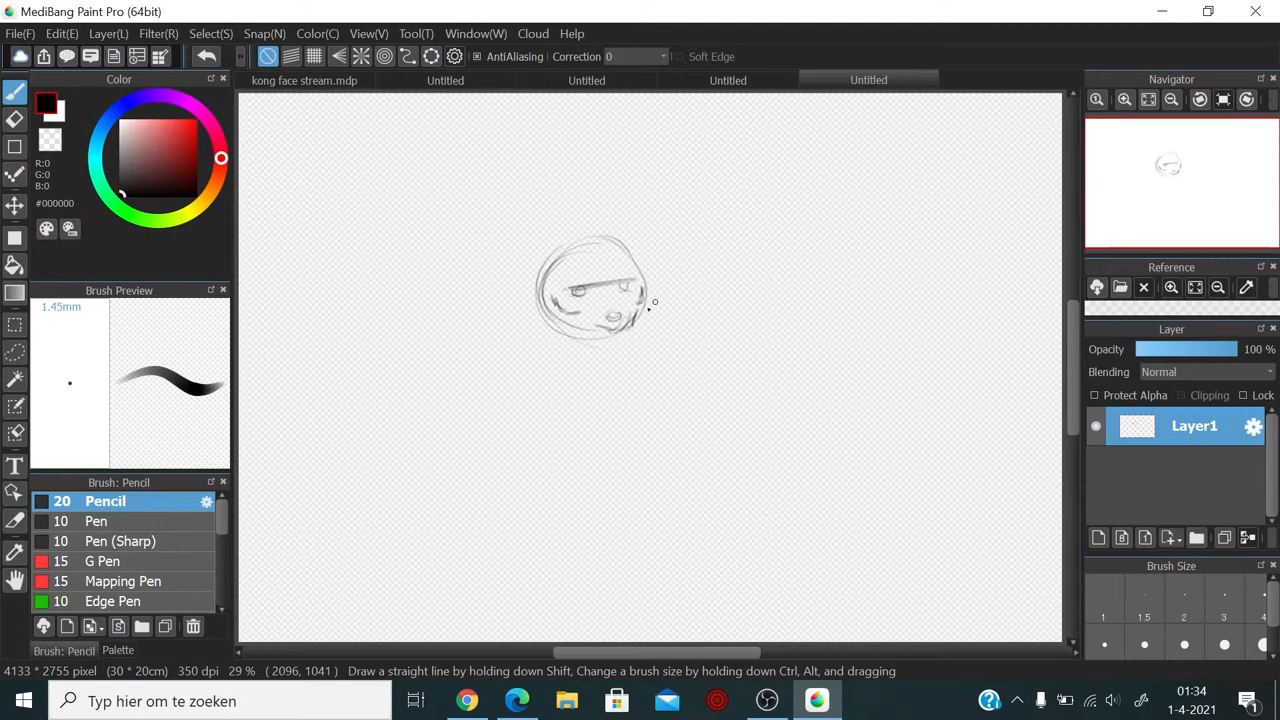 MediBang Paint Pro (64bit)
File(F) Edit(E) Layer(L) Filter(R) Select(S) Snap(N) Color(C) View(V) Tool(T) Window(W) Cloud Help
AntiAliasing Correction 0 Soft Edge
Color
kong face stream.mdp Untitled Untitled Untitled Untitled
Navigator
R:0
G:0
B:0
#000000
Brush Preview
1.45mm
Reference
Layer
Opacity 100 %
Blending Normal
Protect Alpha Clipping Lock
Layer1
Brush: Pencil
20 Pencil
10 Pen
10 Pen (Sharp)
15 G Pen
15 Mapping Pen
10 Edge Pen
Brush Size
1 1.5 2 3 4
Brush: Pencil Palette
4133 * 2755 pixel (30 * 20cm) 350 dpi 29 % (2096, 1041) Draw a straight line by holding down Shift, Change a brush size by holding down Ctrl, Alt, and dragging
Typ hier om te zoeken
01:34
1-4-2021
1